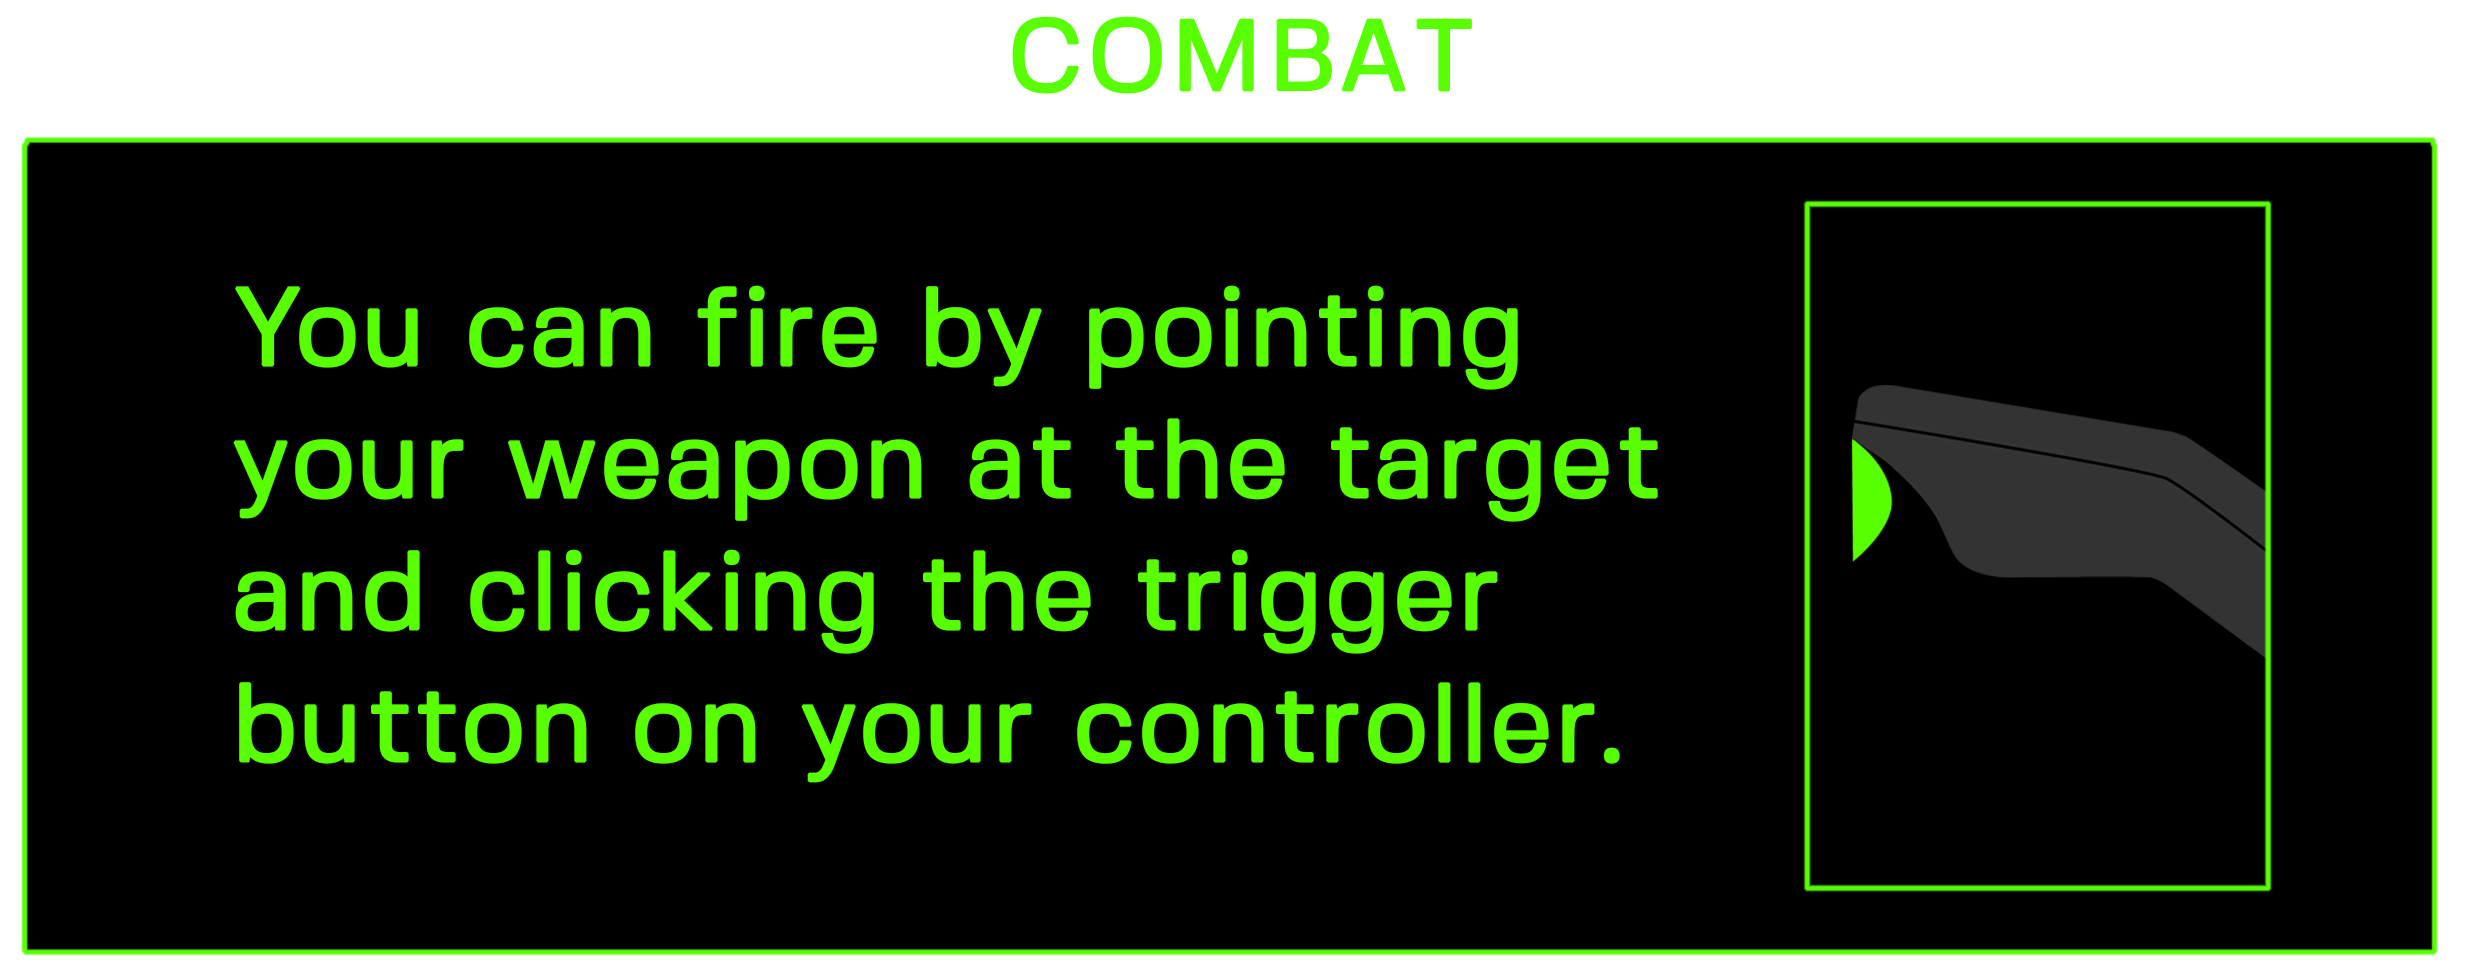 COMBAT
You can fire by pointing
your weapon at the target
and clicking the trigger
button on your controller.